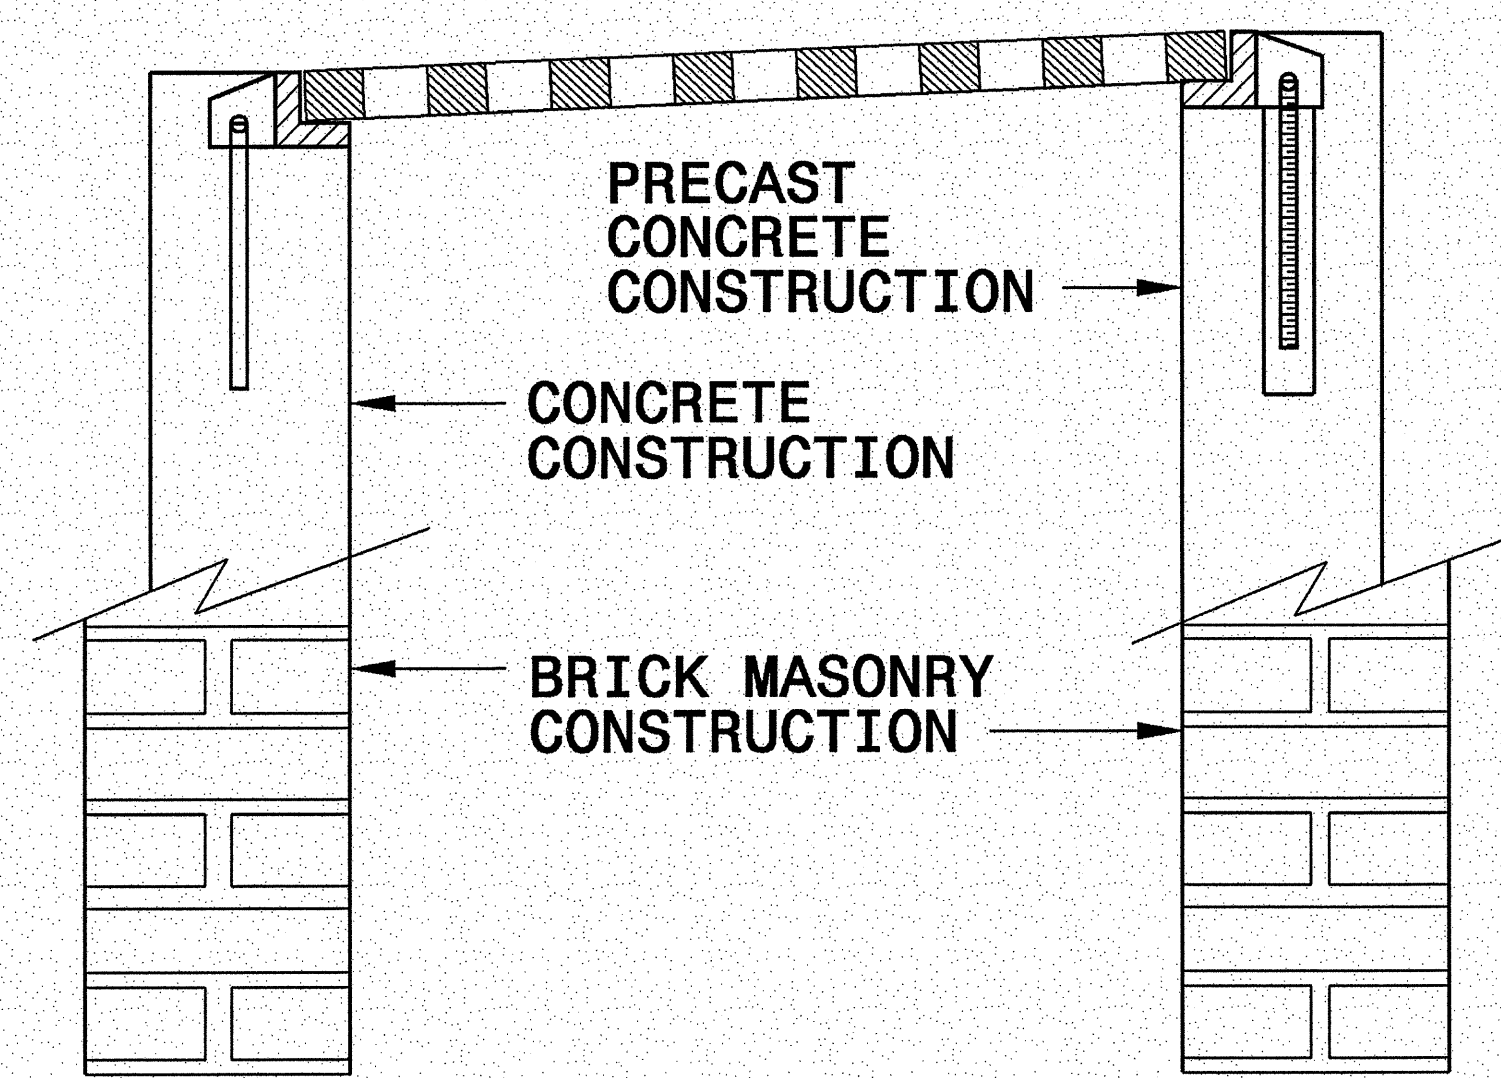 PRECAST
CONCRETE
CONSTRUCTION
CONCRETE
CONSTRUCTION
BRICK MASONRY
CONSTRUCTION